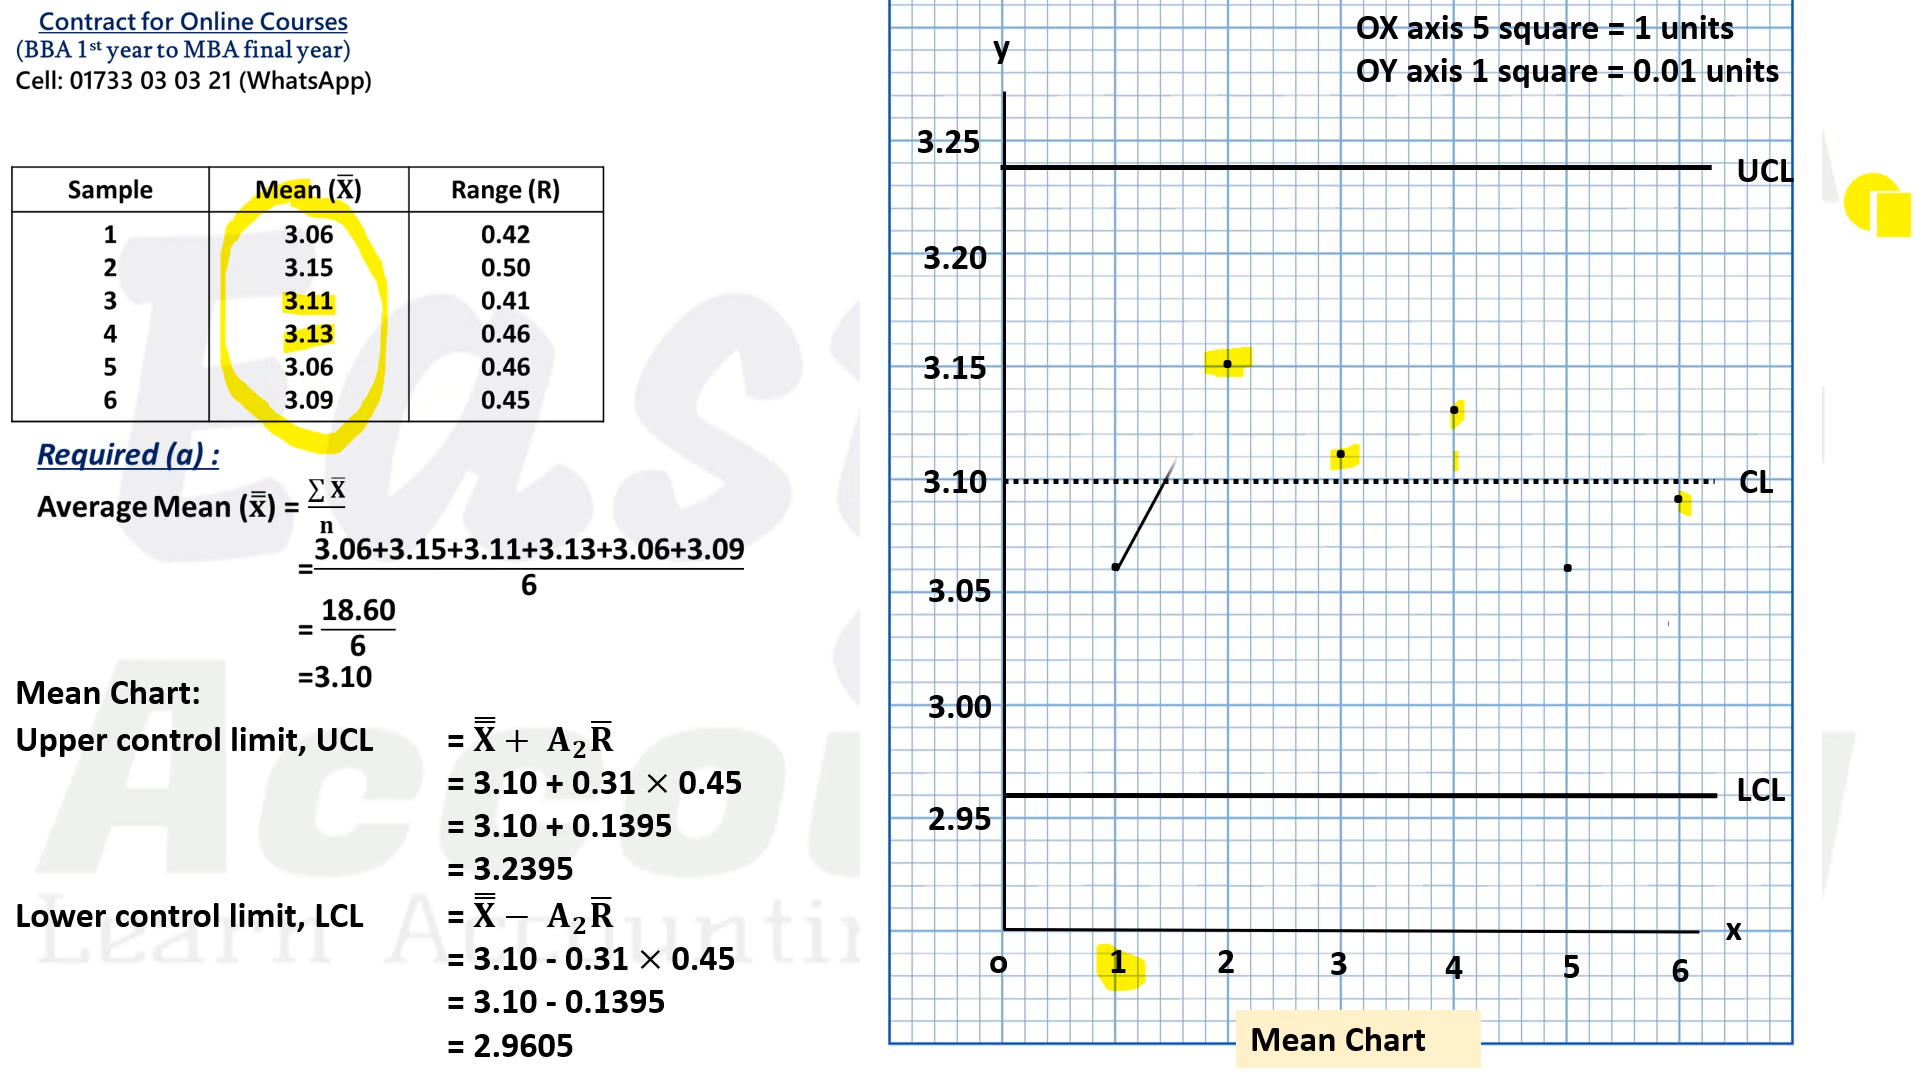 Contract for Online Courses
(BBA 1st year to MBA final year)
Cell: 01733 03 03 21 (WhatsApp)
Sample Mean (X̅) Range (R)
1 3.06 0.42
2 3.15 0.50
3 3.11 0.41
4 3.13 0.46
5 3.06 0.46
6 3.09 0.45
Required (a) :
Average Mean (x̿) = ∑ X̅ / n
= 3.06+3.15+3.11+3.13+3.06+3.09 / 6
= 18.60 / 6
=3.10
Mean Chart:
Upper control limit, UCL = X̿ + A₂R̅
= 3.10 + 0.31 × 0.45
= 3.10 + 0.1395
= 3.2395
Lower control limit, LCL = X̿ − A₂R̅
= 3.10 - 0.31 × 0.45
= 3.10 - 0.1395
= 2.9605
OX axis 5 square = 1 units
OY axis 1 square = 0.01 units
y
3.25
UCL
3.20
3.15
3.10
CL
3.05
3.00
LCL
2.95
x
o 1 2 3 4 5 6
Mean Chart
Learn Accountin